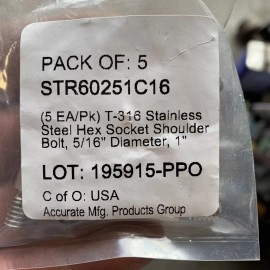 PACK OF: 5
STR60251C16
(5 EA/Pk) T-316 Stainless
Steel Hex Socket Shoulder
Bolt, 5/16" Diameter, 1"
LOT: 195915-PPO
C of O: USA
Accurate Mfg. Products Group